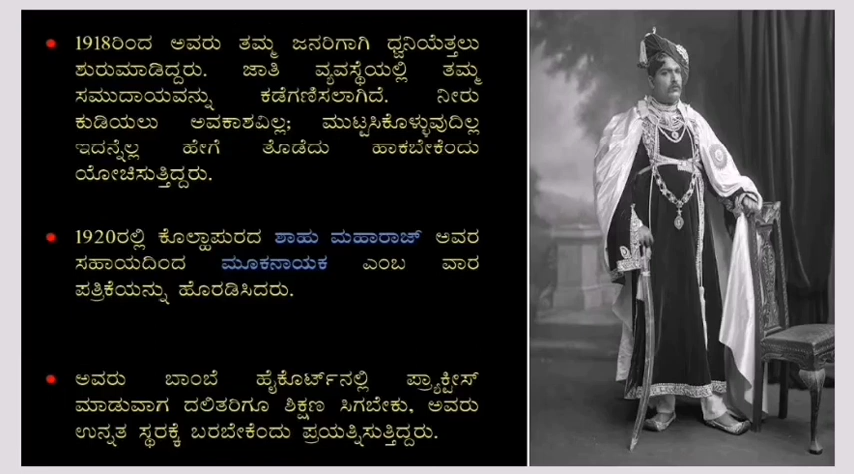 1918ರಿಂದ ಅವರು ತಮ್ಮ ಜನರಿಗಾಗಿ ಧ್ವನಿಯೆತ್ತಲು
ಶುರುಮಾಡಿದ್ದರು. ಜಾತಿ ವ್ಯವಸ್ಥೆಯಲ್ಲಿ ತಮ್ಮ
ಸಮುದಾಯವನ್ನು ಕಡೆಗಣಿಸಲಾಗಿದೆ. ನೀರು
ಕುಡಿಯಲು ಅವಕಾಶವಿಲ್ಲ; ಮುಟ್ಟಸಿಕೊಳ್ಳುವುದಿಲ್ಲ
ಇದನ್ನೆಲ್ಲ ಹೇಗೆ ತೊಡೆದು ಹಾಕಬೇಕೆಂದು
ಯೋಚಿಸುತ್ತಿದ್ದರು.
1920ರಲ್ಲಿ ಕೊಲ್ಹಾಪುರದ ಶಾಹು ಮಹಾರಾಜ್ ಅವರ
ಸಹಾಯದಿಂದ ಮೂಕನಾಯಕ ಎಂಬ ವಾರ
ಪತ್ರಿಕೆಯನ್ನು ಹೊರಡಿಸಿದರು.
ಅವರು ಬಾಂಬೆ ಹೈಕೋರ್ಟ್‌ನಲ್ಲಿ ಪ್ರ್ಯಾಕ್ಟೀಸ್
ಮಾಡುವಾಗ ದಲಿತರಿಗೂ ಶಿಕ್ಷಣ ಸಿಗಬೇಕು, ಅವರು
ಉನ್ನತ ಸ್ಥರಕ್ಕೆ ಬರಬೇಕೆಂದು ಪ್ರಯತ್ನಿಸುತ್ತಿದ್ದರು.